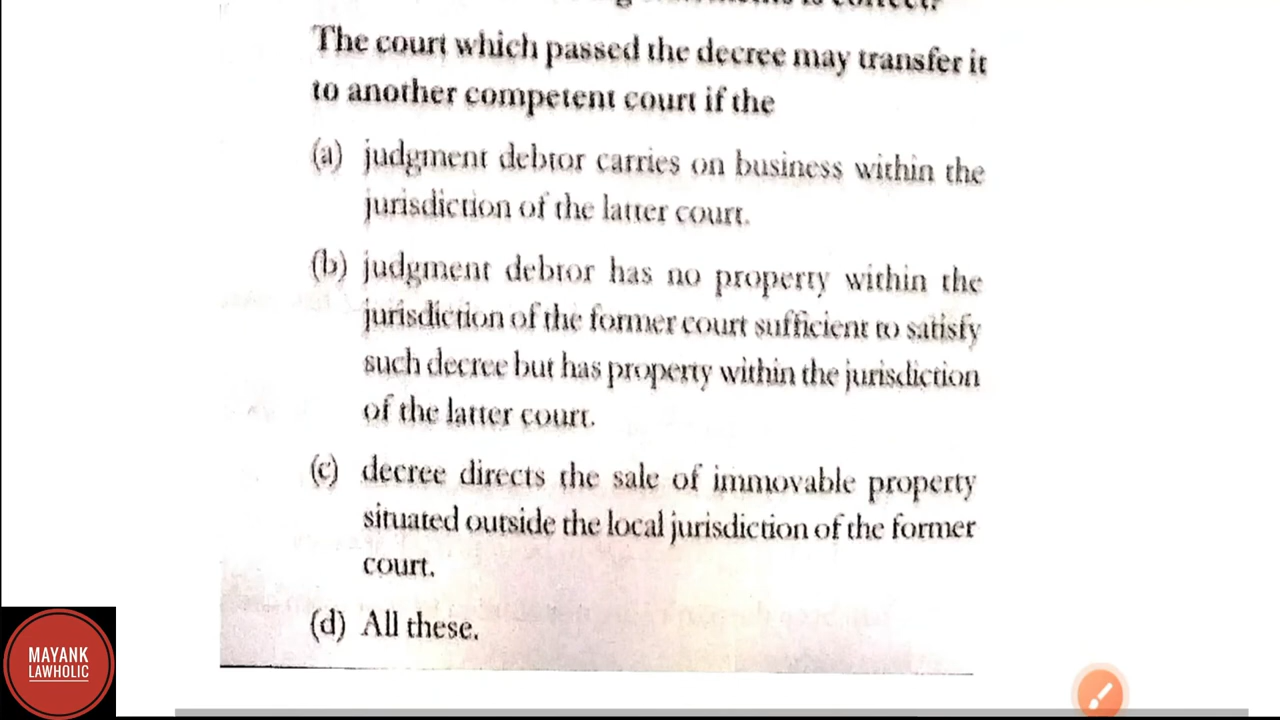 The court which passed the decree may transfer it
to another competent court if the
(a) judgment debtor carries on business within the
jurisdiction of the latter court.
(b) judgment debtor has no property within the
jurisdiction of the former court sufficient to satisfy
such decree but has property within the jurisdiction
of the latter court.
(c) decree directs the sale of immovable property
situated outside the local jurisdiction of the former
court.
(d) All these.
MAYANK
LAWHOLIC